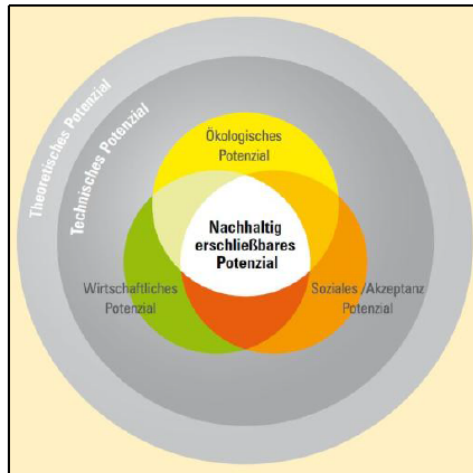 Theoretisches Potenzial
Technisches Potenzial
Ökologisches
Potenzial
Nachhaltig
erschließbares
Potenzial
Wirtschaftliches
Potenzial
Soziales /Akzeptanz
Potenzial